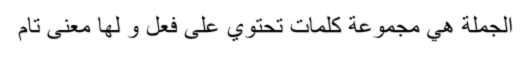 الجملة هي مجموعة كلمات تحتوي على فعل و لها معنى تام